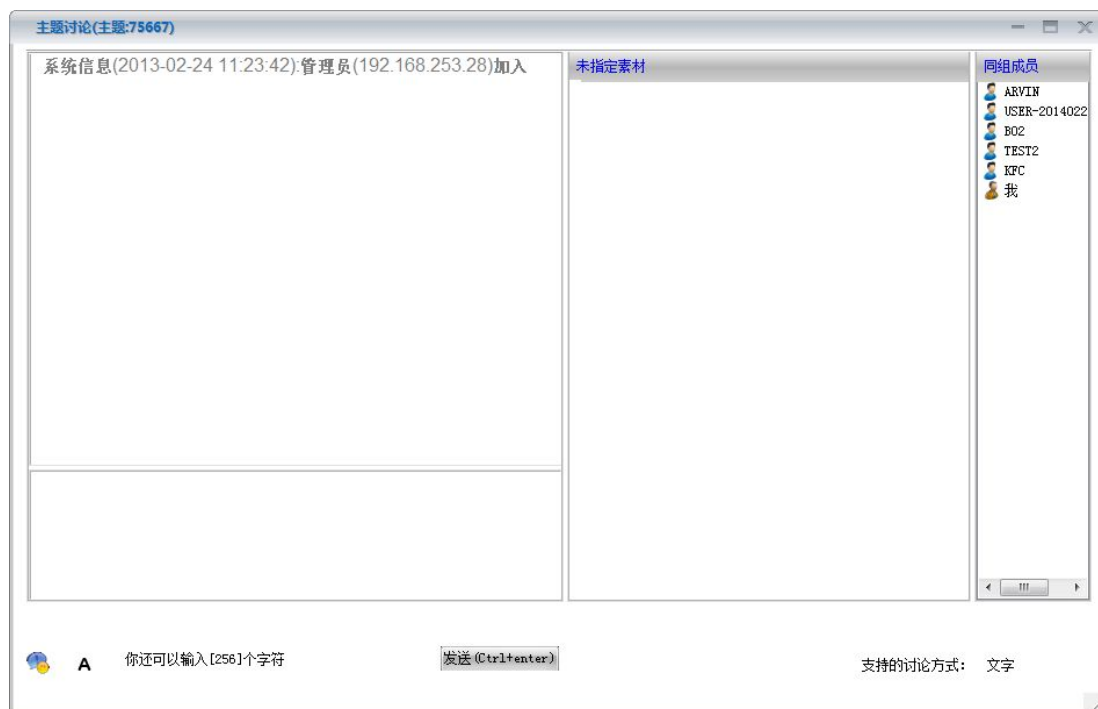 主题讨论(主题:75667)
系统信息(2013-02-24 11:23:42):管理员(192.168.253.28)加入
未指定素材
同组成员
ARVIN
USER-2014022
BO2
TEST2
KFC
我
A
你还可以输入[256]个字符
发送(Ctrl+enter)
支持的讨论方式： 文字